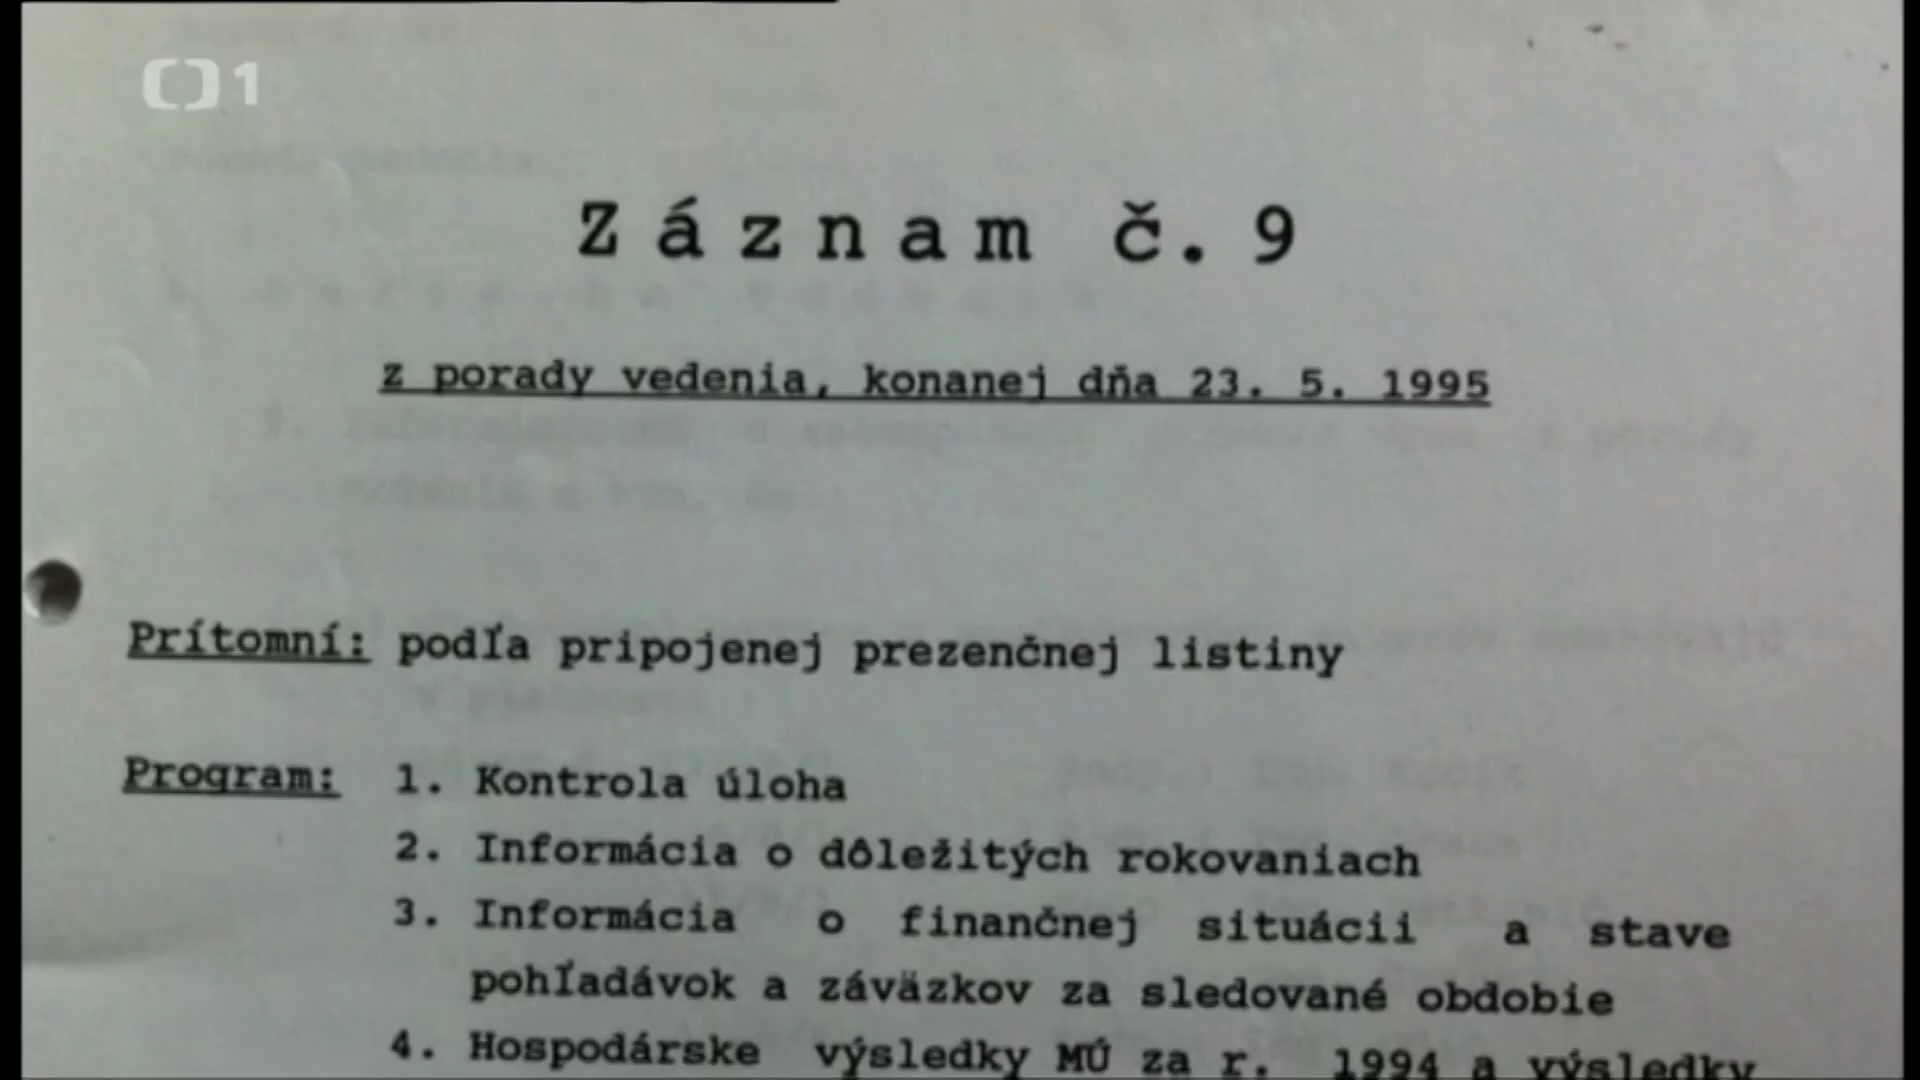 1
Záznam č. 9
z porady vedenia, konanej dňa 23. 5. 1995
Prítomní: podľa pripojenej prezenčnej listiny
Program: 1. Kontrola úloha
2. Informácia o dôležitých rokovaniach
3. Informácia o finančnej situácii a stave
pohľadávok a záväzkov za sledované obdobie
4. Hospodárske výsledky MÚ za r. 1994 a výsledky